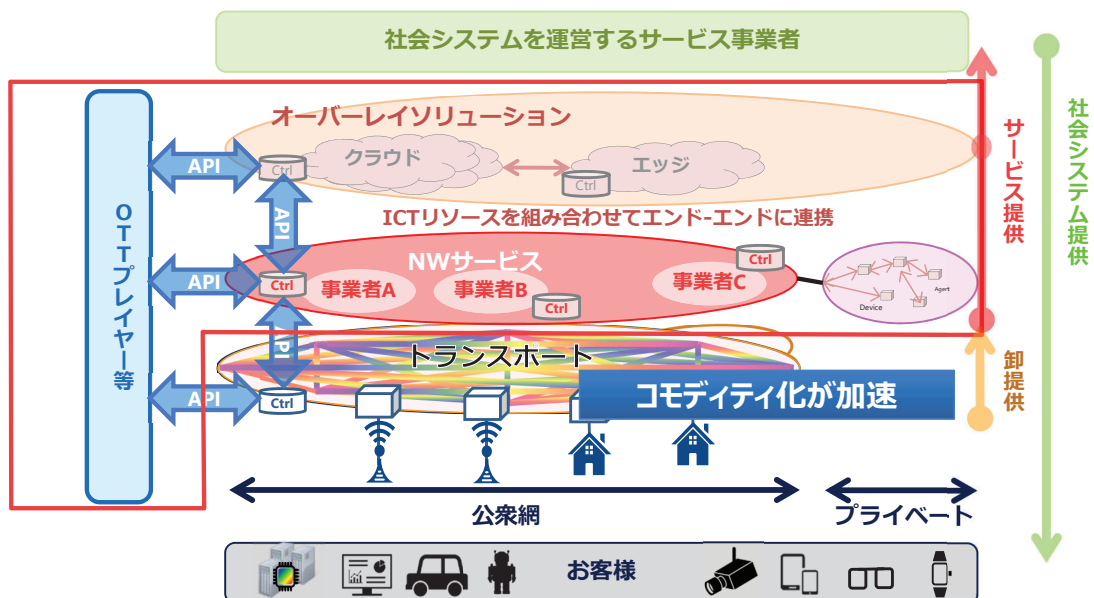 社会システムを運営するサービス事業者
オーバーレイソリューション
クラウド
エッジ
Ctrl
Ctrl
API
API
ICTリソースを組み合わせてエンド-エンドに連携
NWサービス
Ctrl
API
Ctrl
事業者A
事業者B
事業者C
Ctrl
Agert
Device
API
トランスポート
コモディティ化が加速
API
Ctrl
OTTプレイヤー等
サービス提供
卸提供
社会システム提供
公衆網
プライベート
お客様